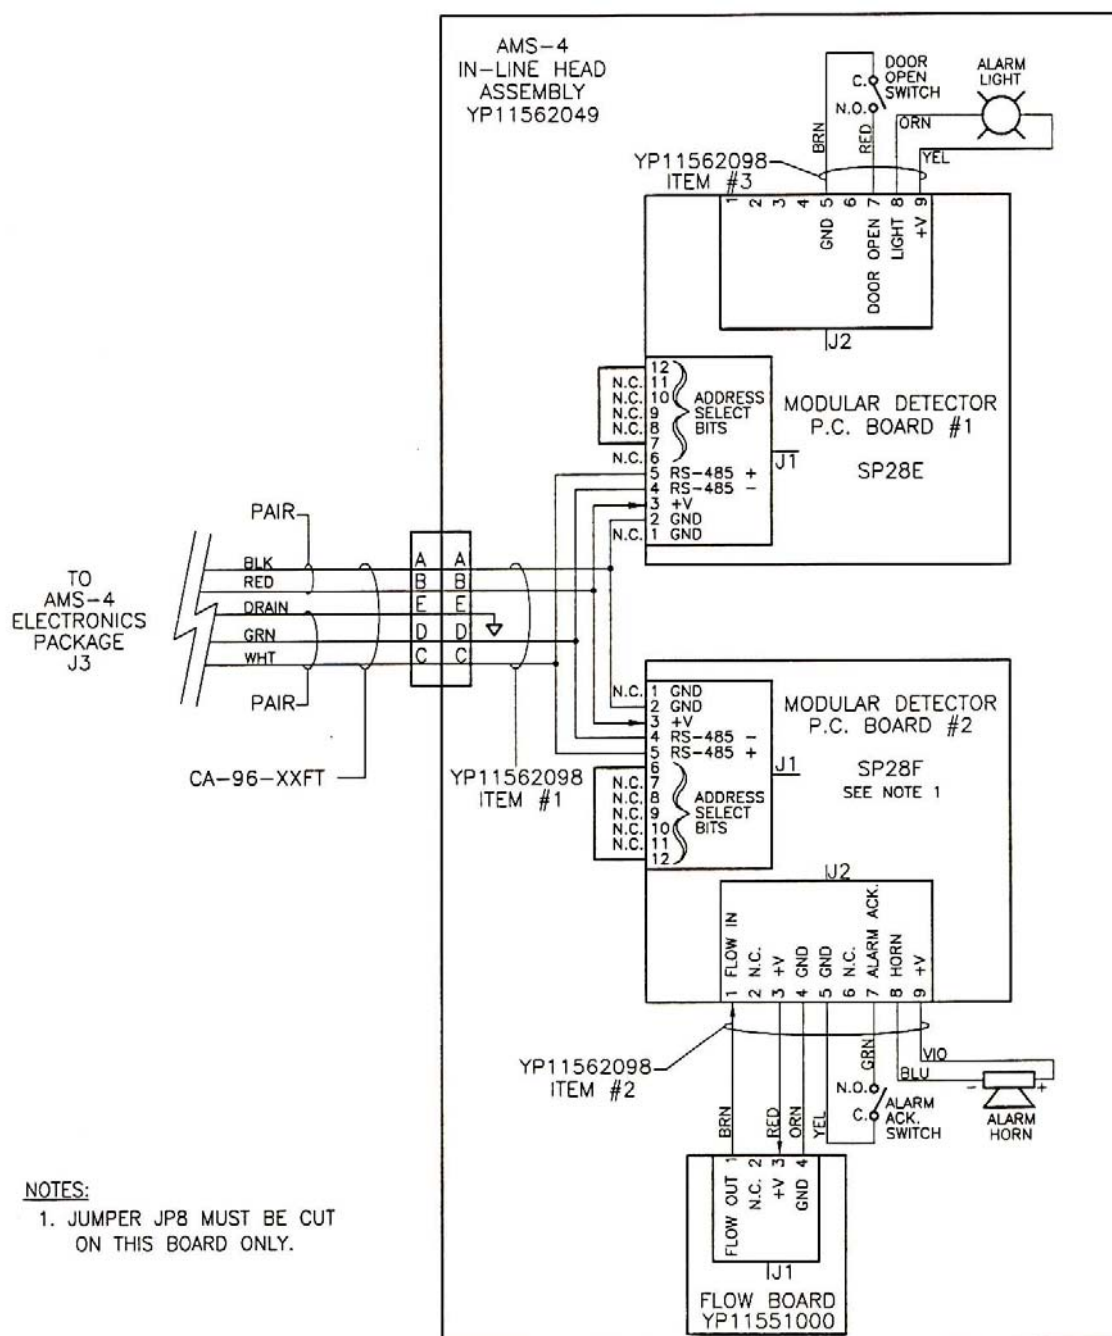 AMS-4
IN-LINE HEAD
ASSEMBLY
YP11562049
DOOR
OPEN
SWITCH
C.
N.O.
ALARM
LIGHT
BRN
RED
ORN
YEL
YP11562098
ITEM #3
1
2
3
4
5 GND
6
7 DOOR OPEN
8 LIGHT
9 +V
J2
MODULAR DETECTOR
P.C. BOARD #1
SP28E
12
N.C. 11
N.C. 10
N.C. 9
N.C. 8
7
N.C. 6
ADDRESS
SELECT
BITS
5 RS-485 +
4 RS-485 -
3 +V
2 GND
N.C. 1 GND
J1
PAIR
TO
AMS-4
ELECTRONICS
PACKAGE
J3
BLK
RED
DRAIN
GRN
WHT
A A
B B
E E
D D
C C
PAIR
CA-96-XXFT
YP11562098
ITEM #1
N.C. 1 GND
2 GND
3 +V
4 RS-485 -
5 RS-485 +
6
N.C. 7
N.C. 8
N.C. 9
N.C. 10
N.C. 11
12
ADDRESS
SELECT
BITS
J1
MODULAR DETECTOR
P.C. BOARD #2
SP28F
SEE NOTE 1
J2
1 FLOW IN
2 N.C.
3 +V
4 GND
5 GND
6 N.C.
7 ALARM ACK.
8 HORN
9 +V
YP11562098
ITEM #2
BRN
RED
ORN
YEL
GRN
BLU
VIO
N.O.
C.
ALARM
ACK.
SWITCH
- +
ALARM
HORN
FLOW OUT 1
N.C. 2
+V 3
GND 4
J1
FLOW BOARD
YP11551000
NOTES:
1. JUMPER JP8 MUST BE CUT
ON THIS BOARD ONLY.